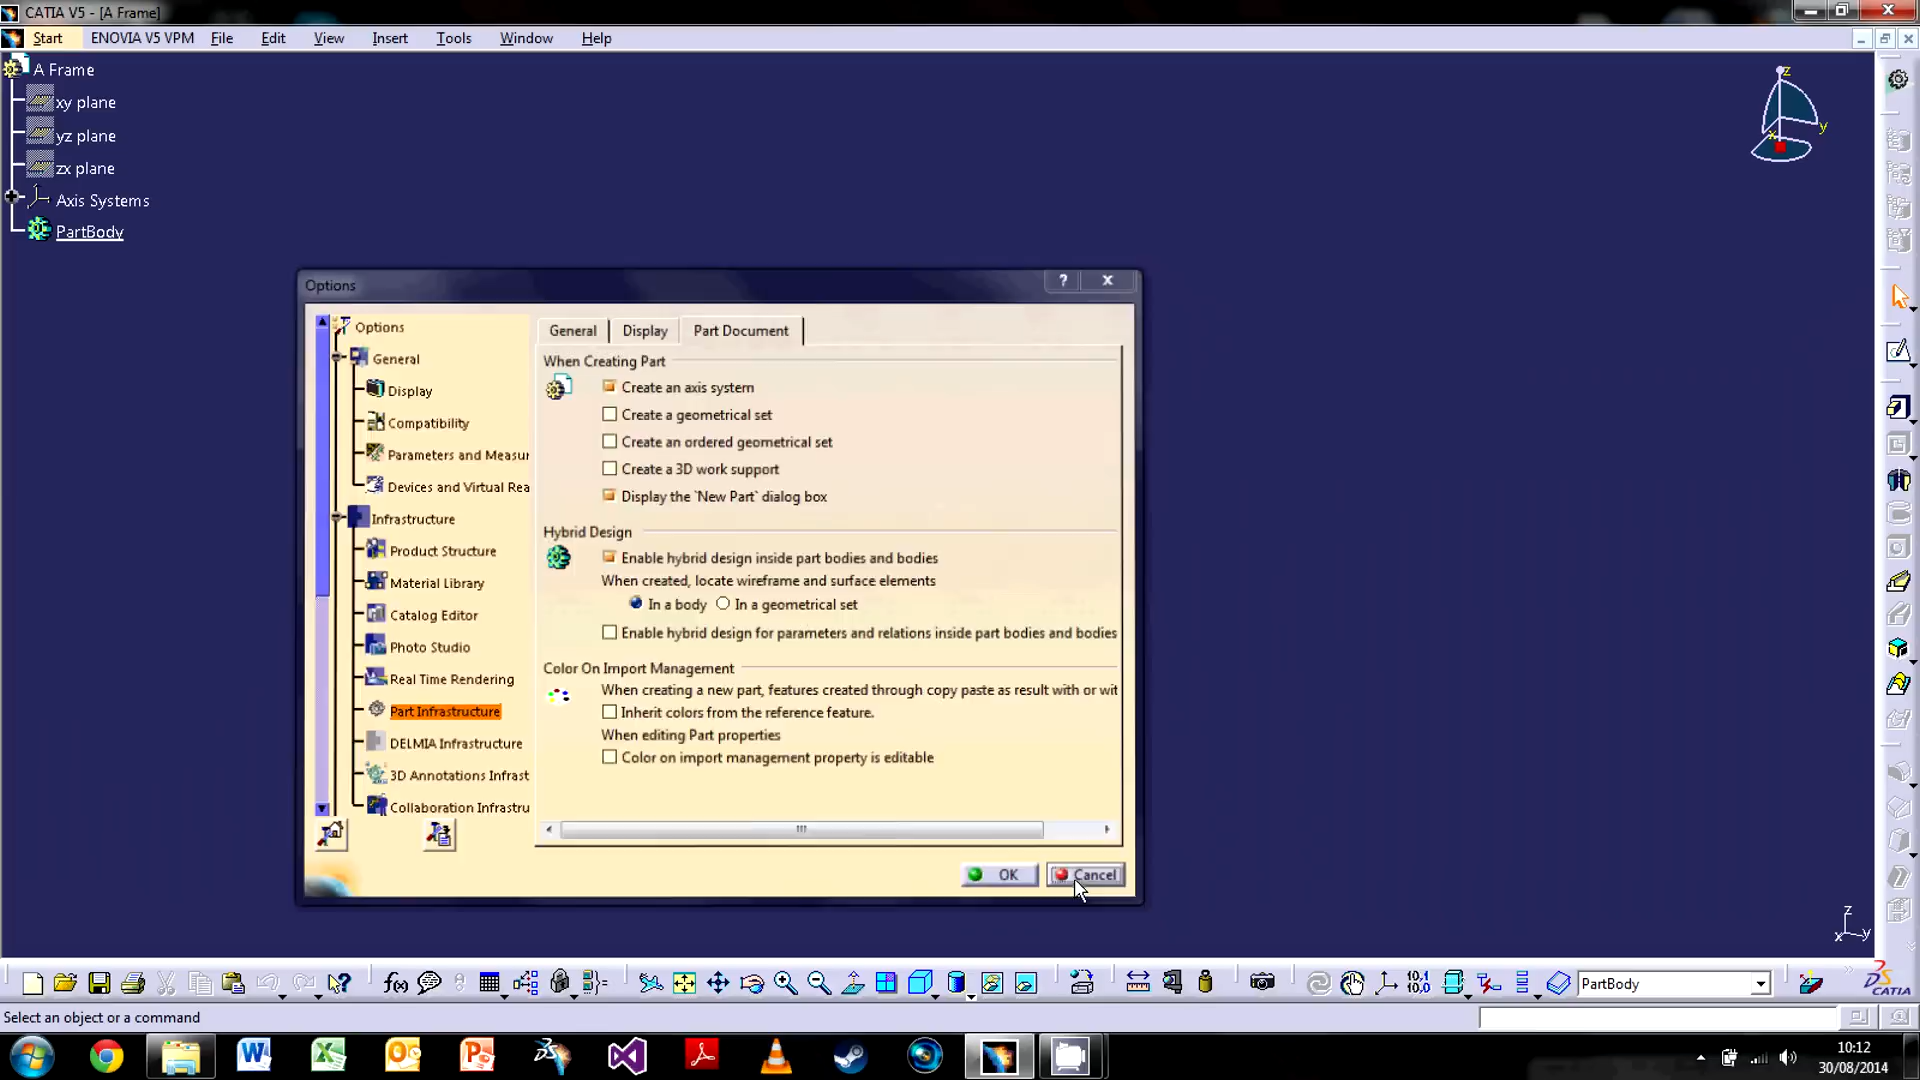 CATIA V5 - [A Frame]
Start ENOVIA V5 VPM File Edit View Insert Tools Window Help
A Frame
xy plane
yz plane
zx plane
Axis Systems
PartBody
z
y
x
Options
?
Options
General
Display
Compatibility
Parameters and Measur
Devices and Virtual Rea
Infrastructure
Product Structure
Material Library
Catalog Editor
Photo Studio
Real Time Rendering
Part Infrastructure
DELMIA Infrastructure
3D Annotations Infrast
Collaboration Infrastru
General Display Part Document
When Creating Part
Create an axis system
Create a geometrical set
Create an ordered geometrical set
Create a 3D work support
Display the `New Part` dialog box
Hybrid Design
Enable hybrid design inside part bodies and bodies
When created, locate wireframe and surface elements
In a body In a geometrical set
Enable hybrid design for parameters and relations inside part bodies and bodies
Color On Import Management
When creating a new part, features created through copy paste as result with or wit
Inherit colors from the reference feature.
When editing Part properties
Color on import management property is editable
OK Cancel
z
x y
f(x) 10,1 10,0 PartBody
CATIA
Select an object or a command
10:12
30/08/2014